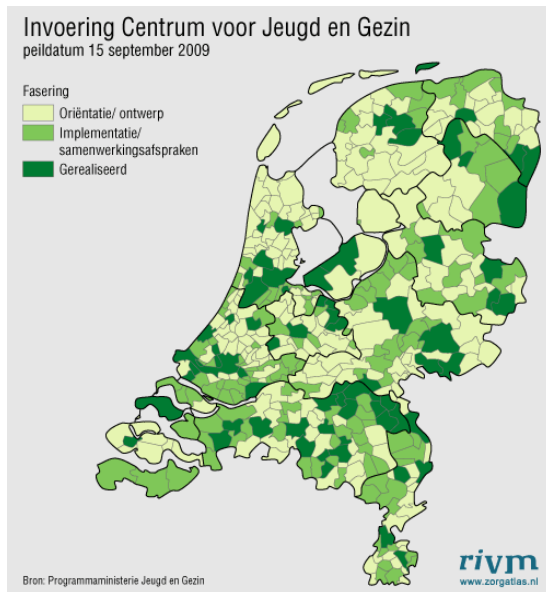 Invoering Centrum voor Jeugd en Gezin
peildatum 15 september 2009
Fasering
Oriëntatie/ ontwerp
Implementatie/
samenwerkingsafspraken
Gerealiseerd
rivm
Bron: Programmaministerie Jeugd en Gezin
www.zorgatlas.nl